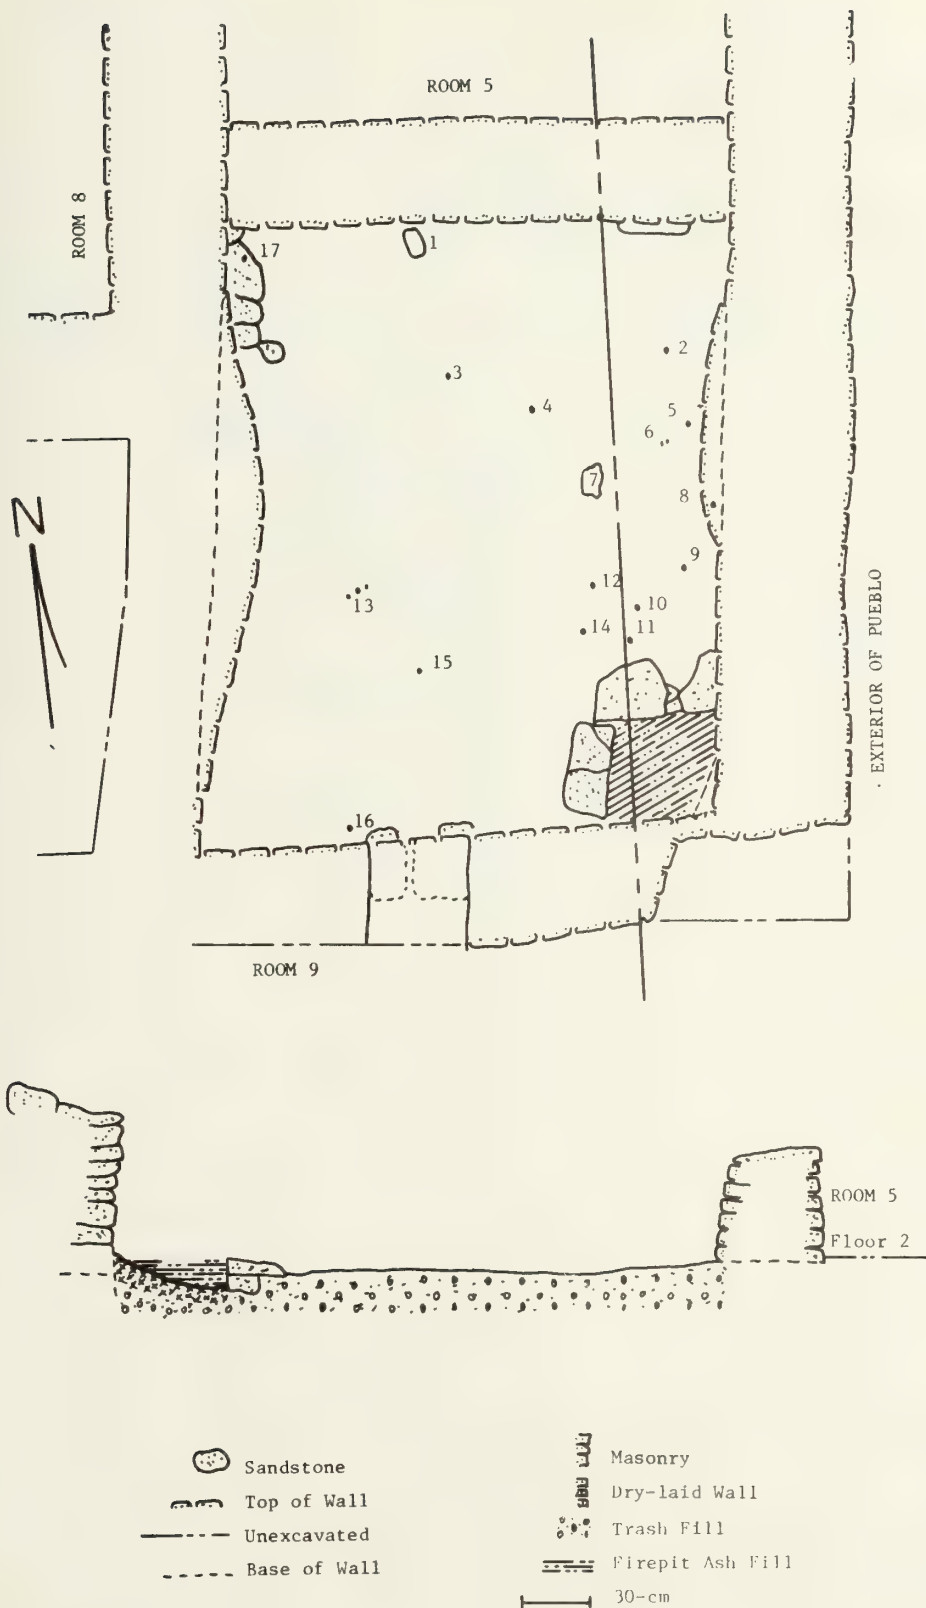 ROOM 5
ROOM 8
17
1
2
3
4
5
6
7
8
9
12
10
13
14
11
15
16
N
EXTERIOR OF PUEBLO
ROOM 9
ROOM 5
Floor 2
Sandstone
Top of Wall
Unexcavated
Base of Wall
Masonry
Dry-laid Wall
Trash Fill
Firepit Ash Fill
30-cm